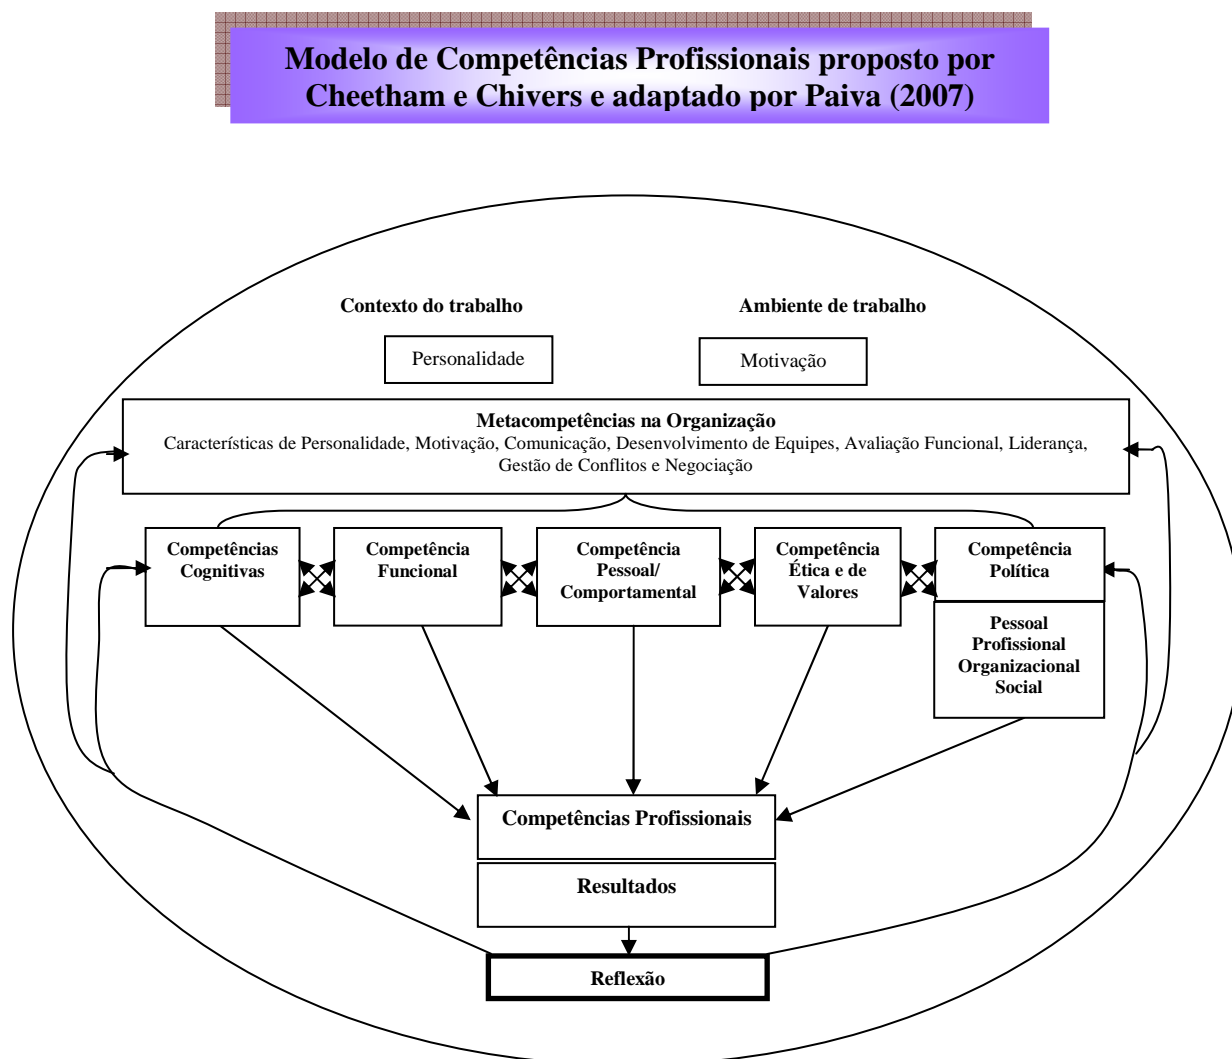 Modelo de Competências Profissionais proposto por
Cheetham e Chivers e adaptado por Paiva (2007)
Contexto do trabalho
Ambiente de trabalho
Personalidade
Motivação
Metacompetências na Organização
Características de Personalidade, Motivação, Comunicação, Desenvolvimento de Equipes, Avaliação Funcional, Liderança,
Gestão de Conflitos e Negociação
Competências
Cognitivas
Competência
Funcional
Competência
Pessoal/
Comportamental
Competência
Ética e de
Valores
Competência
Política
Pessoal
Profissional
Organizacional
Social
Competências Profissionais
Resultados
Reflexão